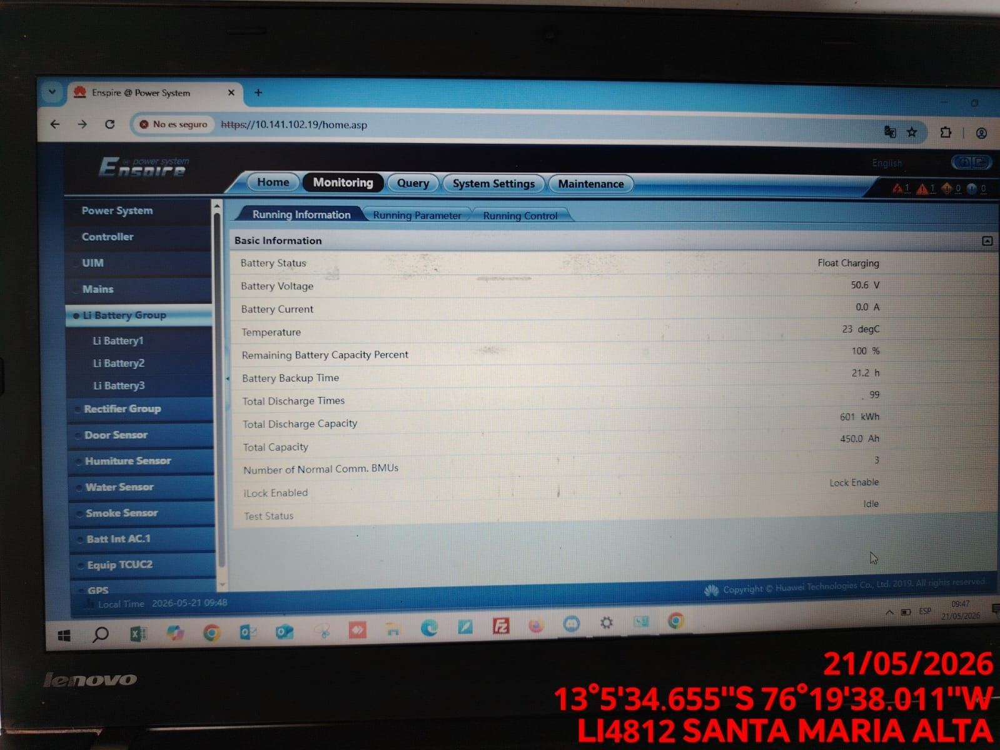 Enspire @ Power System
No es seguro https://10.141.102.19/home.asp
power system
Enspire
English
Home Monitoring Query System Settings Maintenance
1 1 0 0
Power System
Controller
UIM
Mains
Li Battery Group
Li Battery1
Li Battery2
Li Battery3
Rectifier Group
Door Sensor
Humiture Sensor
Water Sensor
Smoke Sensor
Batt Int AC.1
Equip TCUC2
GPS
Running Information Running Parameter Running Control
Basic Information
Battery Status Float Charging
Battery Voltage 50.6 V
Battery Current 0.0 A
Temperature 23 degC
Remaining Battery Capacity Percent 100 %
Battery Backup Time 21.2 h
Total Discharge Times 99
Total Discharge Capacity 601 kWh
Total Capacity 450.0 Ah
Number of Normal Comm. BMUs 3
iLock Enabled Lock Enable
Test Status Idle
Local Time 2026-05-21 09:48
Copyright © Huawei Technologies Co., Ltd. 2019. All rights reserved.
ESP
09:47
21/05/2026
lenovo
21/05/2026
13°5'34.655"S 76°19'38.011"W
LI4812 SANTA MARIA ALTA